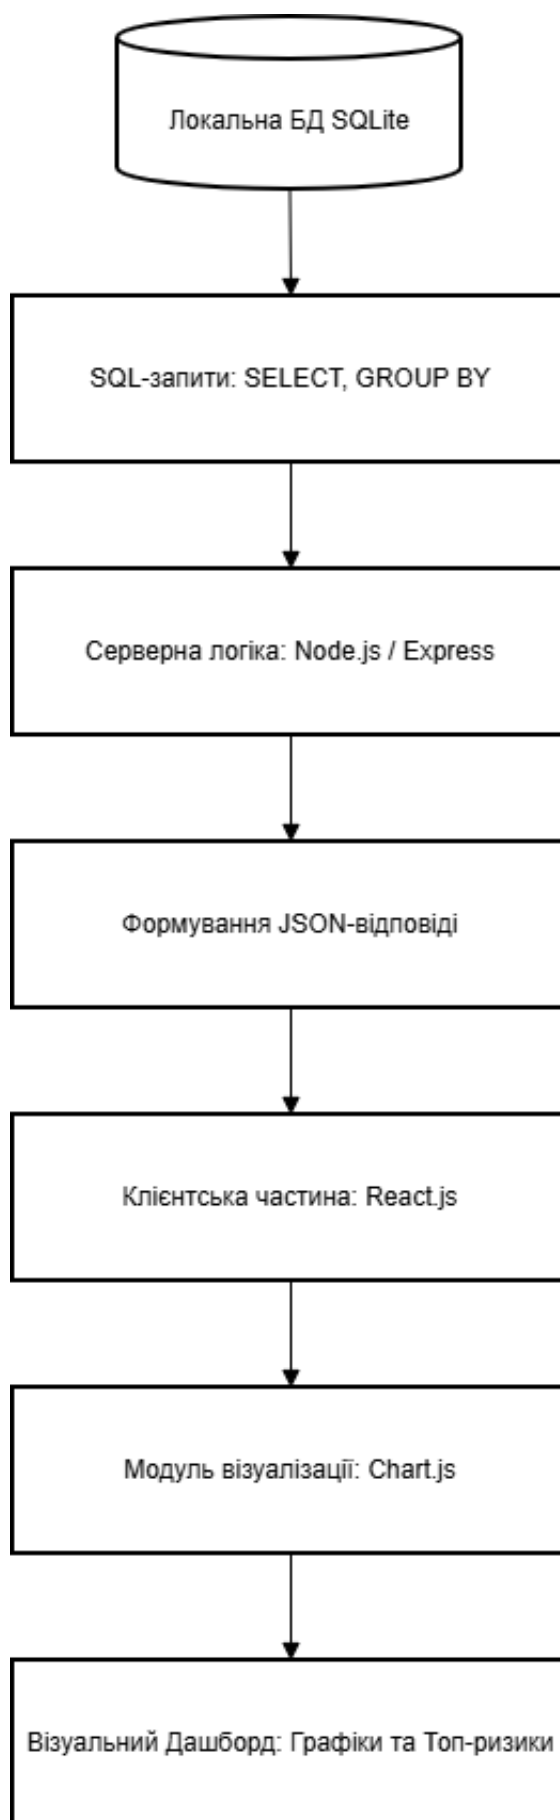 Локальна БД SQLite
SQL-запити: SELECT, GROUP BY
Серверна логіка: Node.js / Express
Формування JSON-відповіді
Клієнтська частина: React.js
Модуль візуалізації: Chart.js
Візуальний Дашборд: Графіки та Топ-ризики